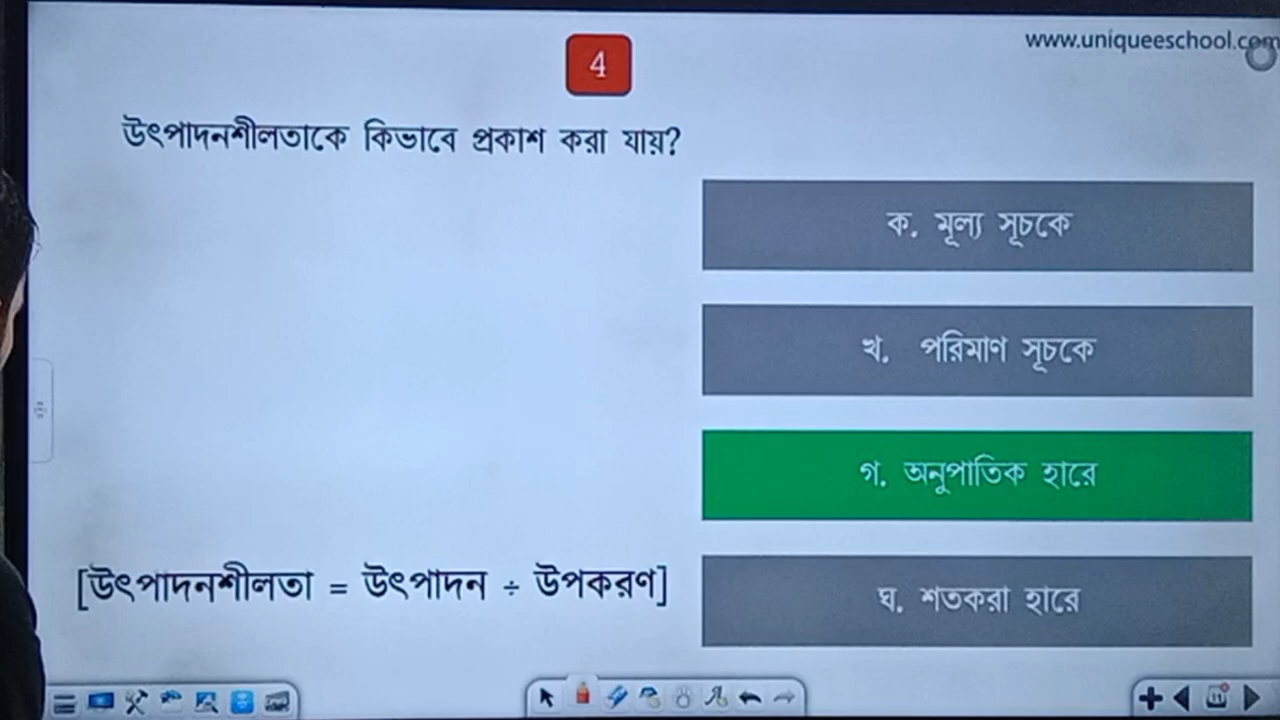 www.uniqueeschool.com
4
উৎপাদনশীলতাকে কিভাবে প্রকাশ করা যায়?
ক. মূল্য সূচকে
খ. পরিমাণ সূচকে
গ. অনুপাতিক হারে
[উৎপাদনশীলতা = উৎপাদন ÷ উপকরণ]
ঘ. শতকরা হারে